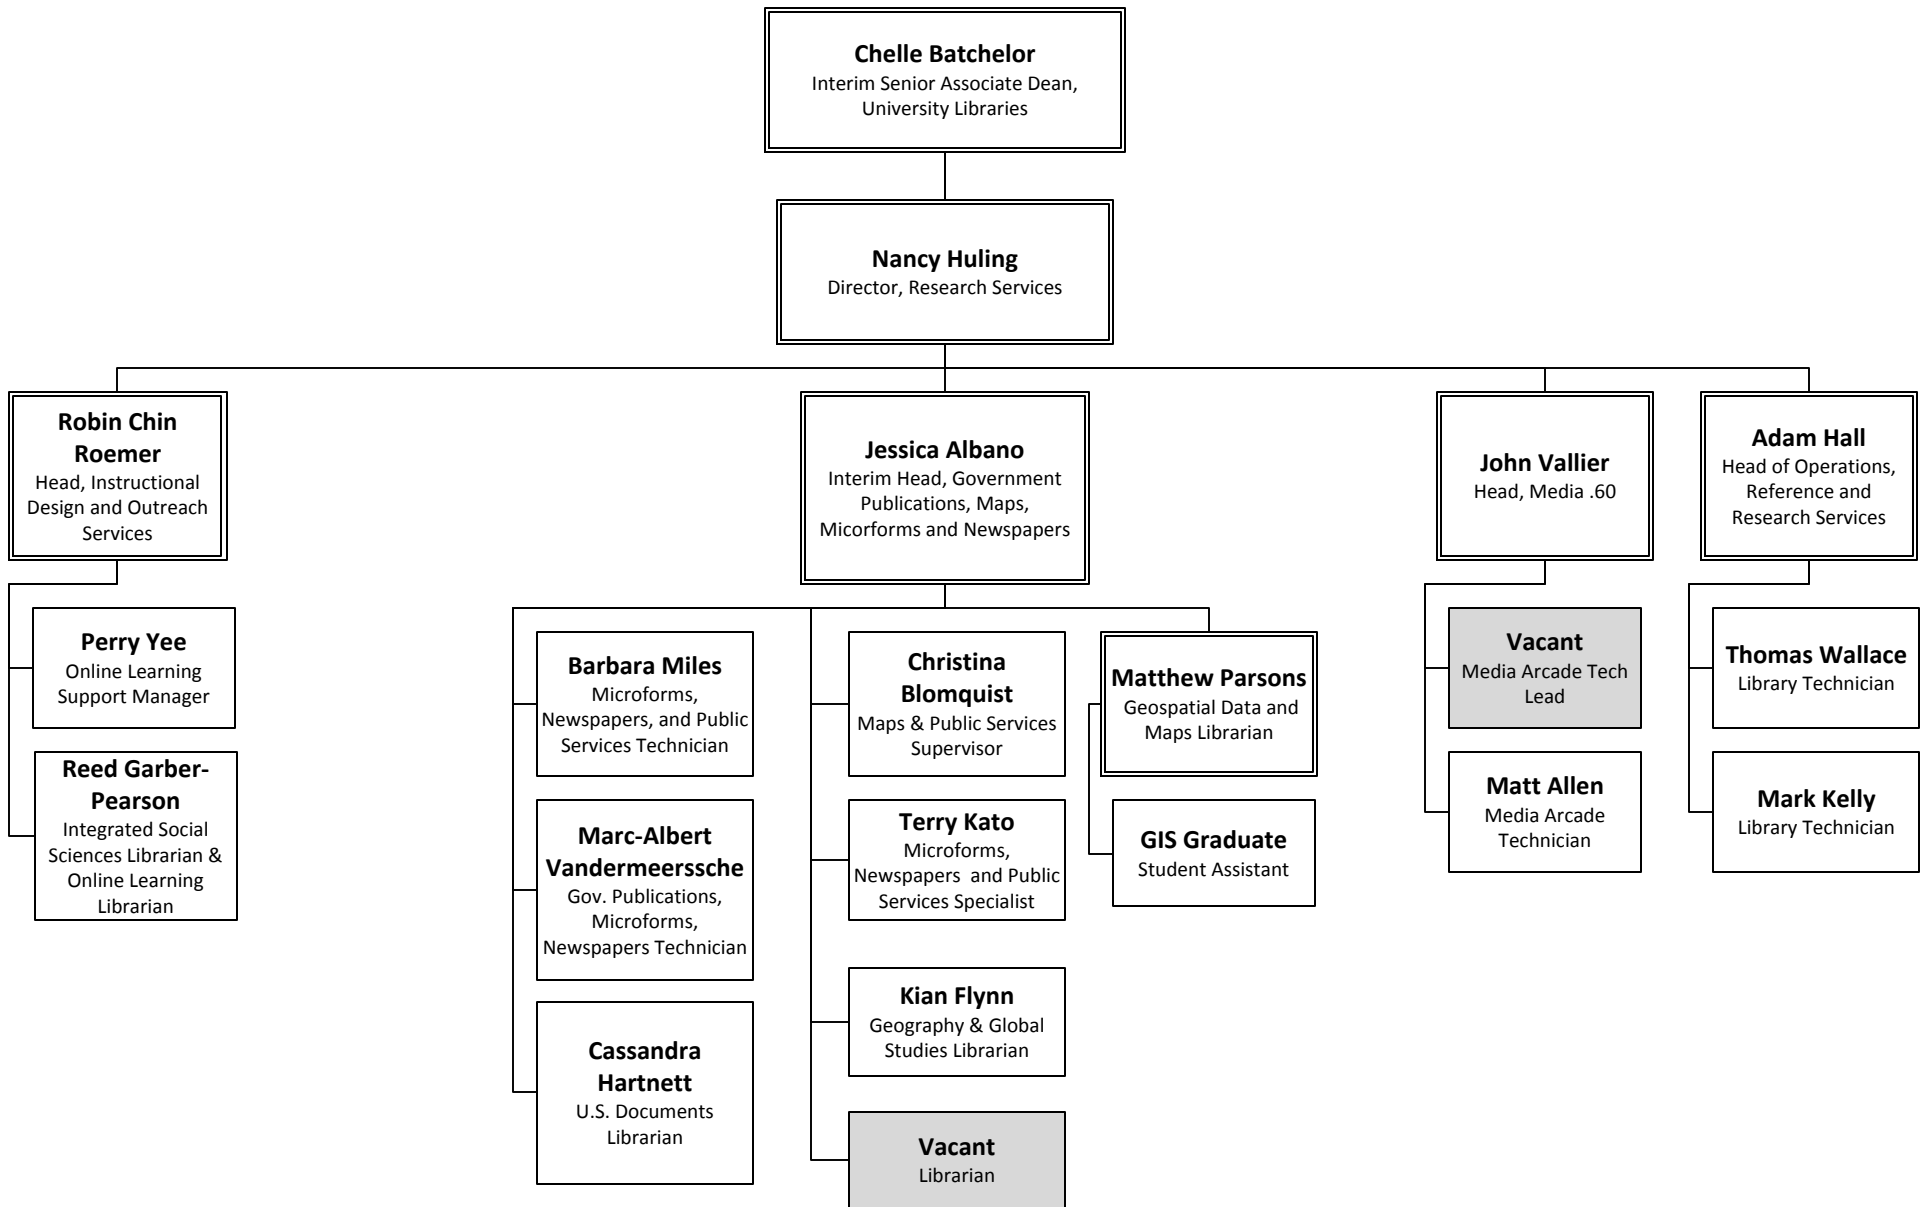 Chelle Batchelor
Interim Senior Associate Dean,
University Libraries
Nancy Huling
Director, Research Services
Robin Chin
Roemer
Head, Instructional
Design and Outreach
Services
Jessica Albano
Interim Head, Government
Publications, Maps,
Micorforms and Newspapers
John Vallier
Head, Media .60
Adam Hall
Head of Operations,
Reference and
Research Services
Perry Yee
Online Learning
Support Manager
Reed Garber-
Pearson
Integrated Social
Sciences Librarian &
Online Learning
Librarian
Barbara Miles
Microforms,
Newspapers, and Public
Services Technician
Marc-Albert
Vandermeerssche
Gov. Publications,
Microforms,
Newspapers Technician
Cassandra
Hartnett
U.S. Documents
Librarian
Christina
Blomquist
Maps & Public Services
Supervisor
Terry Kato
Microforms,
Newspapers  and Public
Services Specialist
Kian Flynn
Geography & Global
Studies Librarian
Vacant
Librarian
Matthew Parsons
Geospatial Data and
Maps Librarian
GIS Graduate
Student Assistant
Vacant
Media Arcade Tech
Lead
Matt Allen
Media Arcade
Technician
Thomas Wallace
Library Technician
Mark Kelly
Library Technician